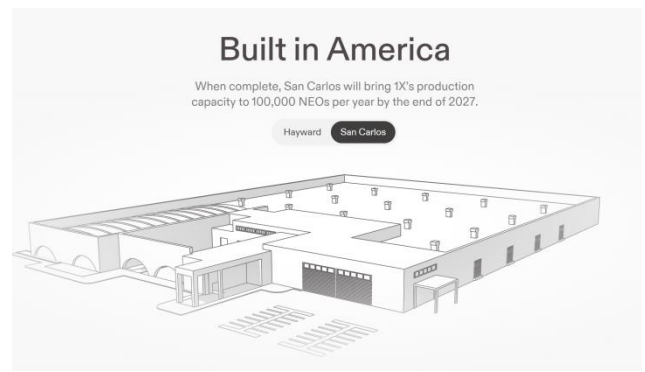 Built in America
When complete, San Carlos will bring 1X's production
capacity to 100,000 NEOs per year by the end of 2027.
Hayward
San Carlos